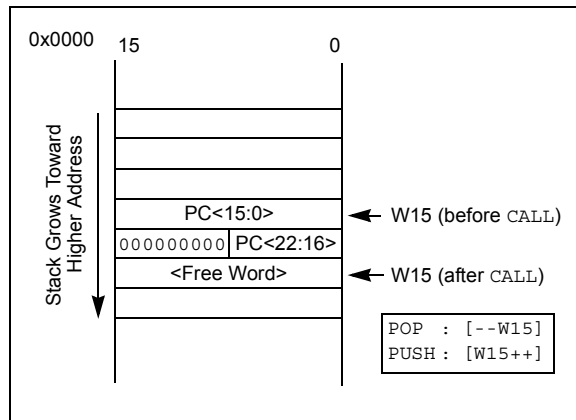 0x0000 15 0
Stack Grows Toward
Higher Address
PC<15:0> W15 (before CALL)
000000000 PC<22:16>
<Free Word> W15 (after CALL)
POP : [--W15]
PUSH : [W15++]